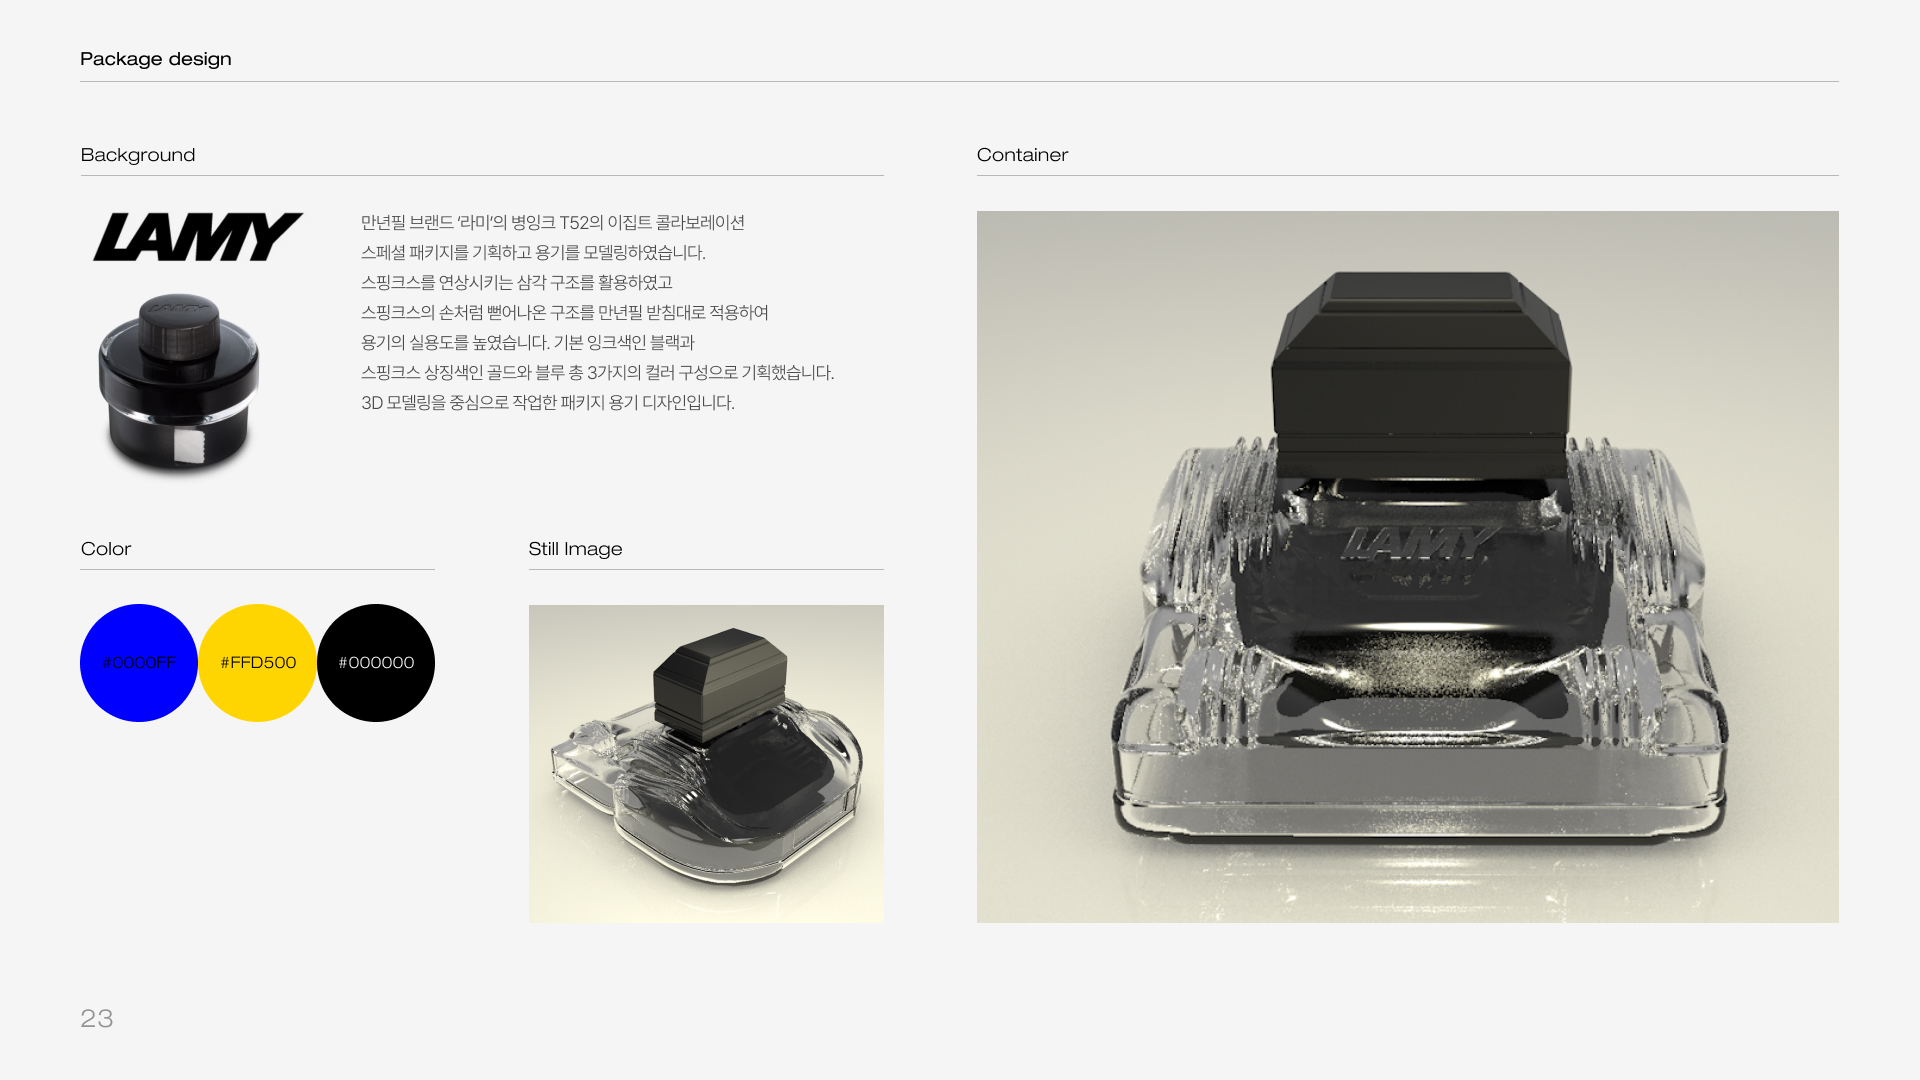 Package design
Background
LAMY
LAMY
만년필 브랜드 ‘라미’의 병잉크 T52의 이집트 콜라보레이션
스페셜 패키지를 기획하고 용기를 모델링하였습니다.
스핑크스를 연상시키는 삼각 구조를 활용하였고
스핑크스의 손처럼 뻗어나온 구조를 만년필 받침대로 적용하여
용기의 실용도를 높였습니다. 기본 잉크색인 블랙과
스핑크스 상징색인 골드와 블루 총 3가지의 컬러 구성으로 기획했습니다.
3D 모델링을 중심으로 작업한 패키지 용기 디자인입니다.
Color
#0000FF
#FFD500
#000000
Still Image
Container
LAMY
23